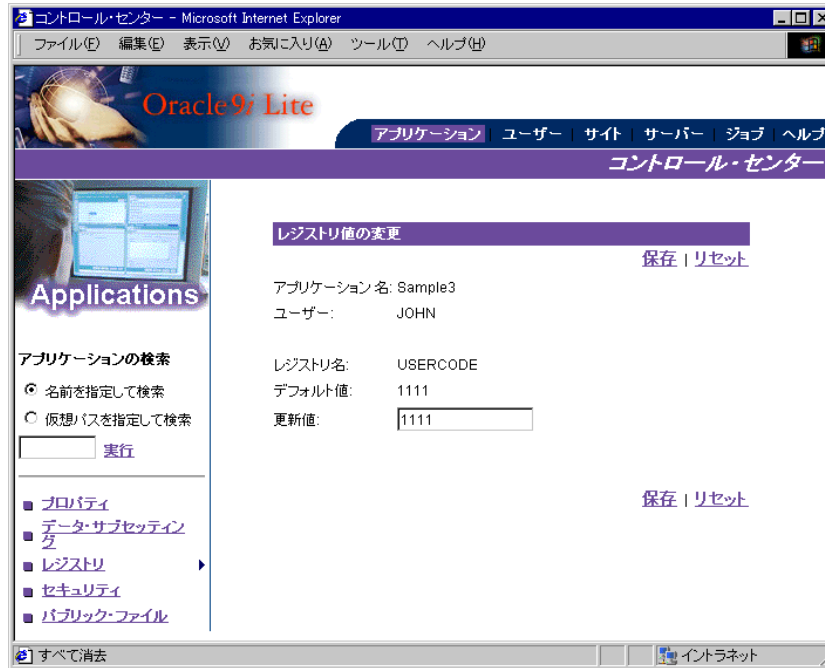 コントロール・センター - Microsoft Internet Explorer
ファイル(F) 編集(E) 表示(V) お気に入り(A) ツール(T) ヘルプ(H)
Oracle9i Lite
アプリケーション ユーザー サイト サーバー ジョブ ヘルプ
コントロール・センター
Applications
アプリケーションの検索
名前を指定して検索
仮想パスを指定して検索
実行
プロパティ
データ・サブセッティン
グ
レジストリ
セキュリティ
パブリック・ファイル
レジストリ値の変更
保存 | リセット
アプリケーション名: Sample3
ユーザー: JOHN
レジストリ名: USERCODE
デフォルト値: 1111
更新値: 1111
保存 | リセット
すべて消去
イントラネット